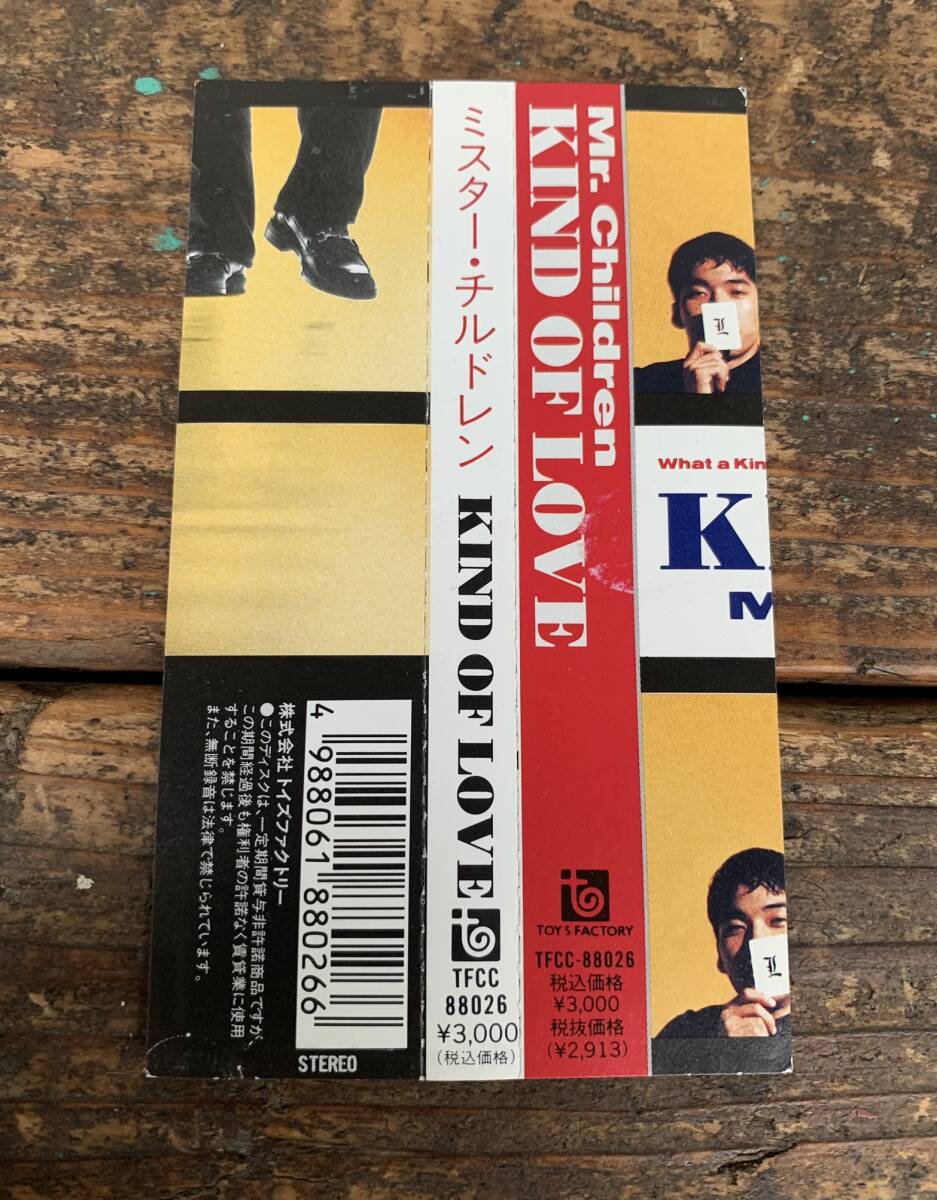 Mr. Children
KIND OF LOVE
TOY'S FACTORY
TFCC-88026
税込価格
¥3,000
税抜価格
(¥2,913)
ミスター・チルドレン KIND OF LOVE
TFCC
88026
¥3,000
(税込価格)
What a Kin
KI
M
L
L
株式会社 トイズファクトリー
●このディスクは、一定期間貸与非許諾商品ですが、
この期間経過後も権利者の許諾なく賃貸業に使用
することを禁じます。
また、無断録音は法律で禁じられています。
4 988061 880266
STEREO